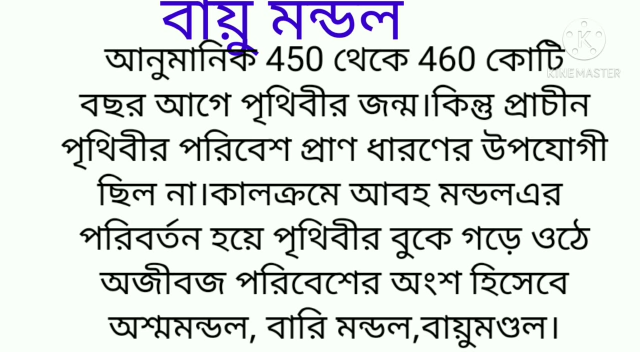 বায়ু মন্ডল
আনুমানিক 450 থেকে 460 কোটি
KINEMASTER
বছর আগে পৃথিবীর জন্ম।কিন্তু প্রাচীন
পৃথিবীর পরিবেশ প্রাণ ধারণের উপযোগী
ছিল না।কালক্রমে আবহ মন্ডলএর
পরিবর্তন হয়ে পৃথিবীর বুকে গড়ে ওঠে
অজীবজ পরিবেশের অংশ হিসেবে
অশ্মমন্ডল, বারি মন্ডল,বায়ুমণ্ডল।